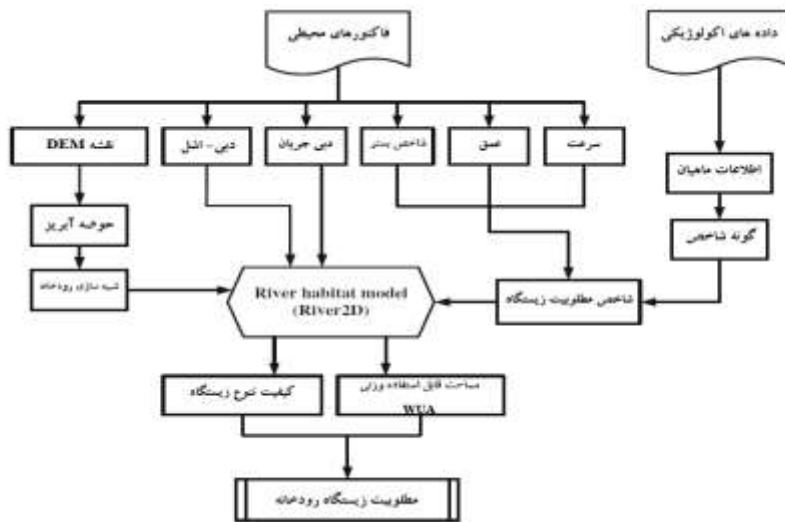 فاکتورهای محیطی
داده های اکولوژیکی
نقشه DEM
دبی - اشل
دبی جریان
شاخص بستر
عمق
سرعت
حوضه آبریز
شبیه سازی رودخانه
اطلاعات ماهیان
گونه شاخص
شاخص مطلوبیت زیستگاه
River habitat model
(River2D)
کیفیت تنوع زیستگاه
مساحت قابل استفاده وزنی
WUA
مطلوبیت زیستگاه رودخانه